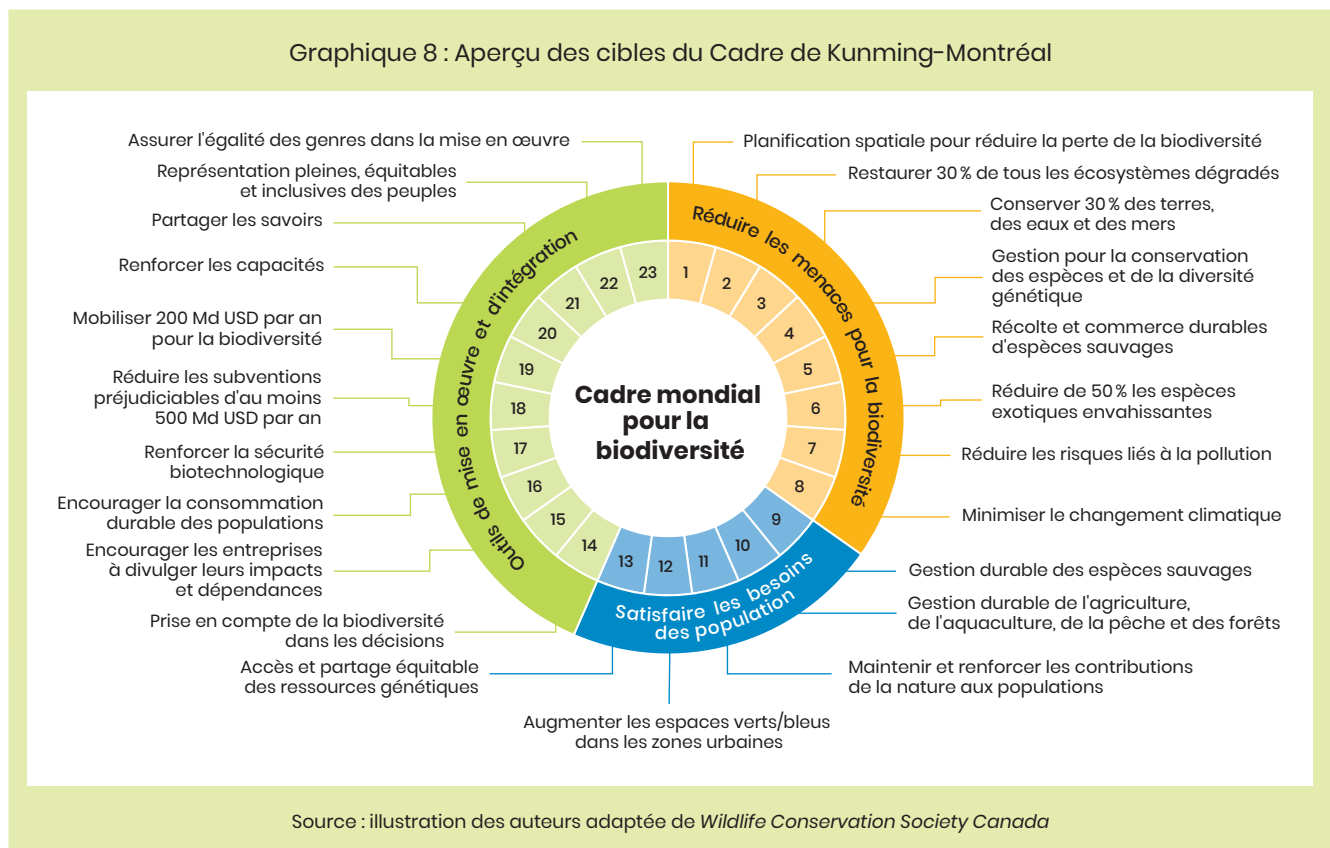 Graphique 8 : Aperçu des cibles du Cadre de Kunming-Montréal
Planification spatiale pour réduire la perte de la biodiversité
Restaurer 30 % de tous les écosystèmes dégradés
Conserver 30 % des terres,
des eaux et des mers
Gestion pour la conservation
des espèces et de la diversité
génétique
Récolte et commerce durables
d'espèces sauvages
Réduire de 50 % les espèces
exotiques envahissantes
Réduire les risques liés à la pollution
Minimiser le changement climatique
Gestion durable des espèces sauvages
Gestion durable de l'agriculture,
de l'aquaculture, de la pêche et des forêts
Maintenir et renforcer les contributions
de la nature aux populations
Augmenter les espaces verts/bleus
dans les zones urbaines
Accès et partage équitable
des ressources génétiques
Prise en compte de la biodiversité
dans les décisions
Encourager les entreprises
à divulger leurs impacts
et dépendances
Encourager la consommation
durable des populations
Renforcer la sécurité
biotechnologique
Réduire les subventions
préjudiciables d'au moins
500 Md USD par an
Mobiliser 200 Md USD par an
pour la biodiversité
Renforcer les capacités
Partager les savoirs
Représentation pleines, équitables
et inclusives des peuples
Assurer l'égalité des genres dans la mise en œuvre
Réduire les menaces pour la biodiversité
Satisfaire les besoins
des population
Outils de mise en œuvre et d'intégration
1
2
3
4
5
6
7
8
9
10
11
12
13
14
15
16
17
18
19
20
21
22
23
Cadre mondial
pour la
biodiversité
Source : illustration des auteurs adaptée de Wildlife Conservation Society Canada